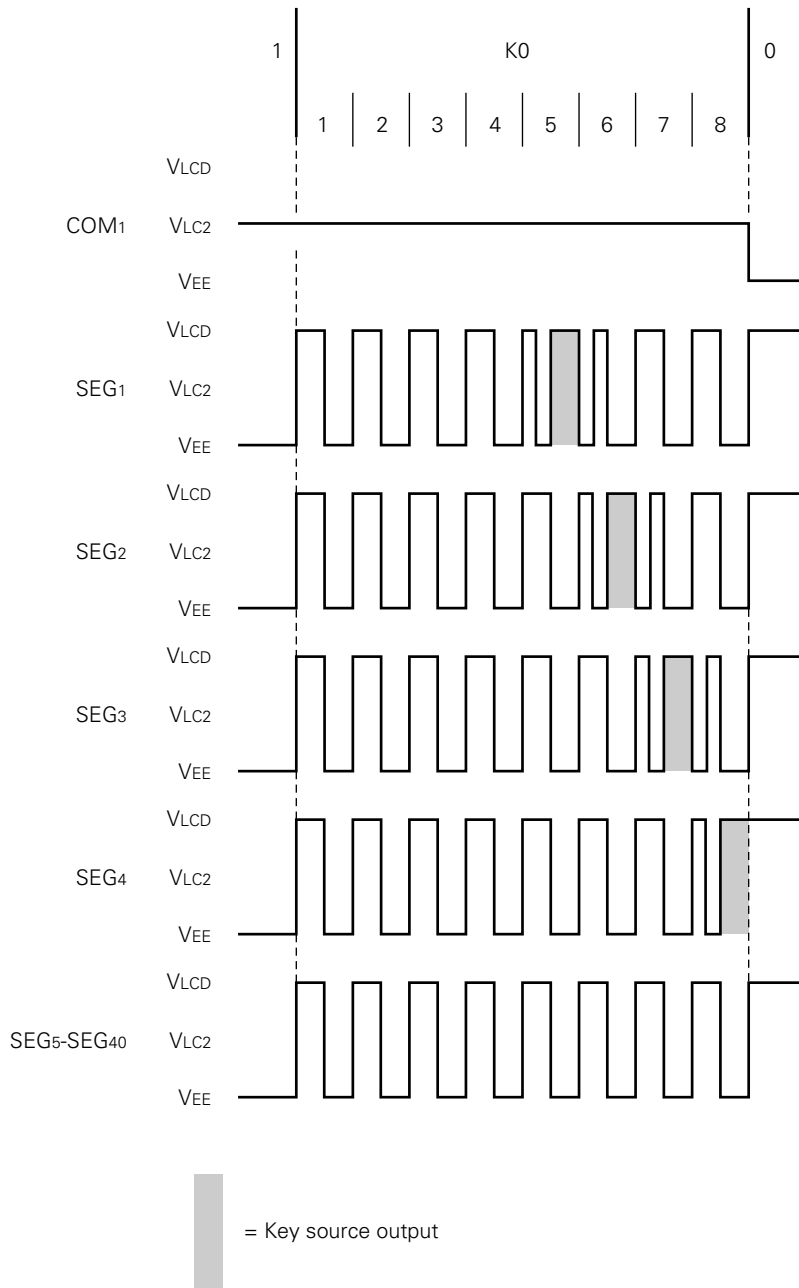 1 K0 0
1 2 3 4 5 6 7 8
VLCD
COM1 VLC2
VEE
VLCD
SEG1 VLC2
VEE
VLCD
SEG2 VLC2
VEE
VLCD
SEG3 VLC2
VEE
VLCD
SEG4 VLC2
VEE
VLCD
SEG5-SEG40 VLC2
VEE
= Key source output